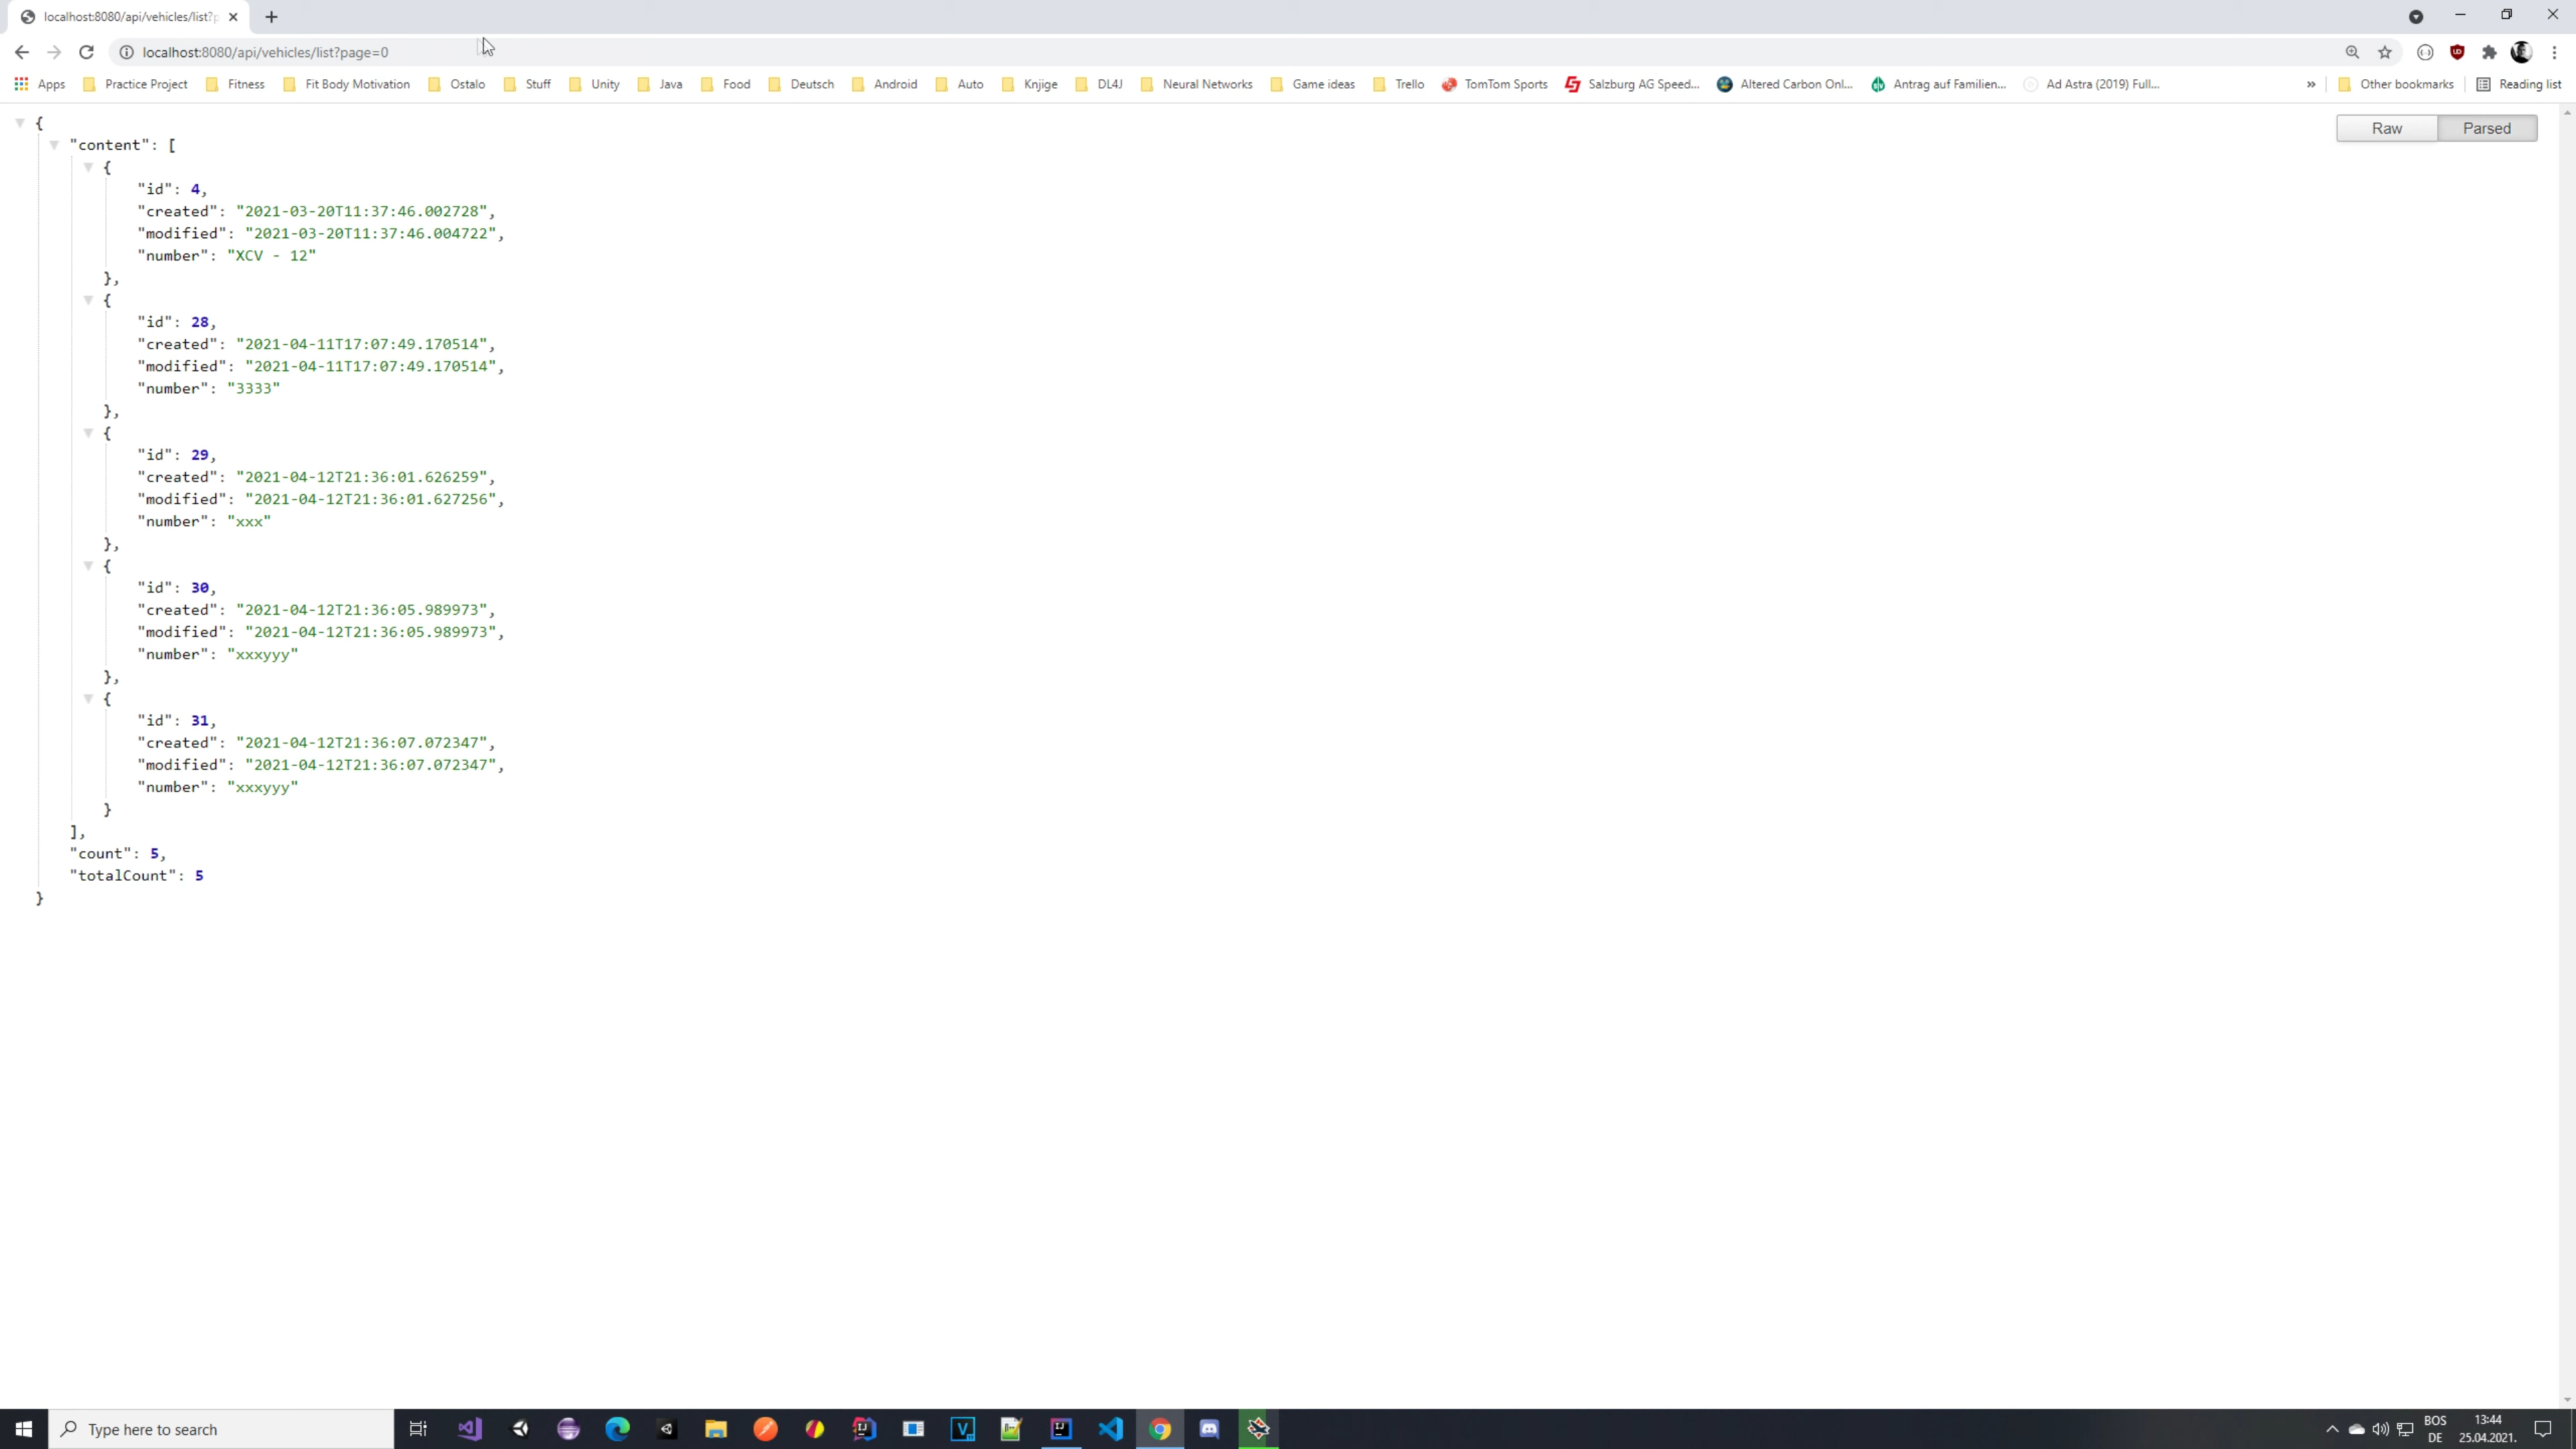 localhost:8080/api/vehicles/list?p
localhost:8080/api/vehicles/list?page=0
Apps Practice Project Fitness Fit Body Motivation Ostalo Stuff Unity Java Food Deutsch Android Auto Knjige DL4J Neural Networks Game ideas Trello TomTom Sports Salzburg AG Speed... Altered Carbon Onl... Antrag auf Familien... Ad Astra (2019) Full... » Other bookmarks Reading list
Raw Parsed
{
"content": [
{
"id": 4,
"created": "2021-03-20T11:37:46.002728",
"modified": "2021-03-20T11:37:46.004722",
"number": "XCV - 12"
},
{
"id": 28,
"created": "2021-04-11T17:07:49.170514",
"modified": "2021-04-11T17:07:49.170514",
"number": "3333"
},
{
"id": 29,
"created": "2021-04-12T21:36:01.626259",
"modified": "2021-04-12T21:36:01.627256",
"number": "xxx"
},
{
"id": 30,
"created": "2021-04-12T21:36:05.989973",
"modified": "2021-04-12T21:36:05.989973",
"number": "xxxyyy"
},
{
"id": 31,
"created": "2021-04-12T21:36:07.072347",
"modified": "2021-04-12T21:36:07.072347",
"number": "xxxyyy"
}
],
"count": 5,
"totalCount": 5
}
Type here to search
BOS
DE
13:44
25.04.2021.